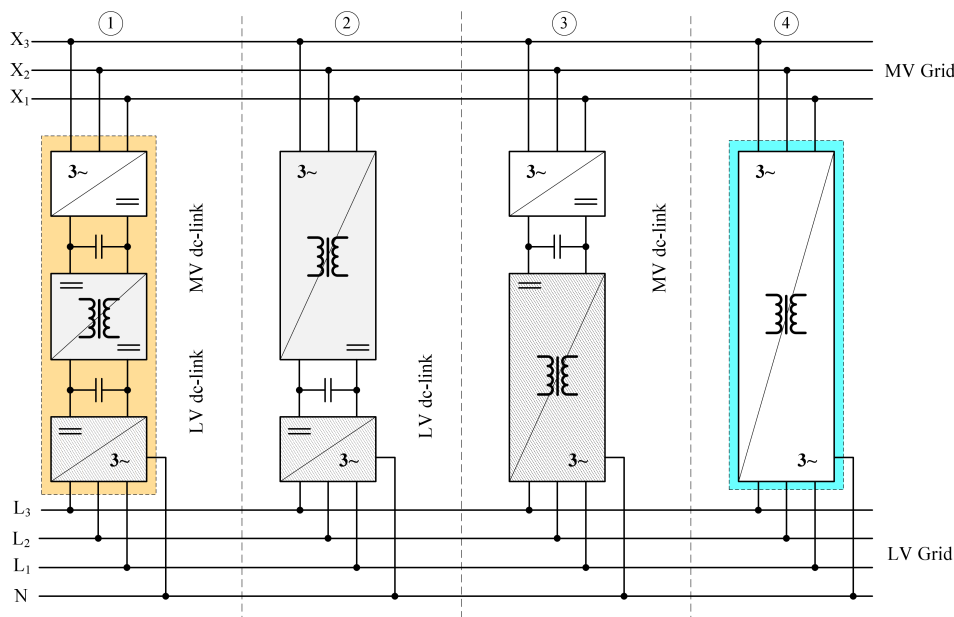 1 2 3 4
X₃
X₂
X₁
MV Grid
3~ 3~ 3~ 3~
MV dc-link
MV dc-link
LV dc-link
LV dc-link
3~ 3~ 3~ 3~
L₃
L₂
L₁
LV Grid
N